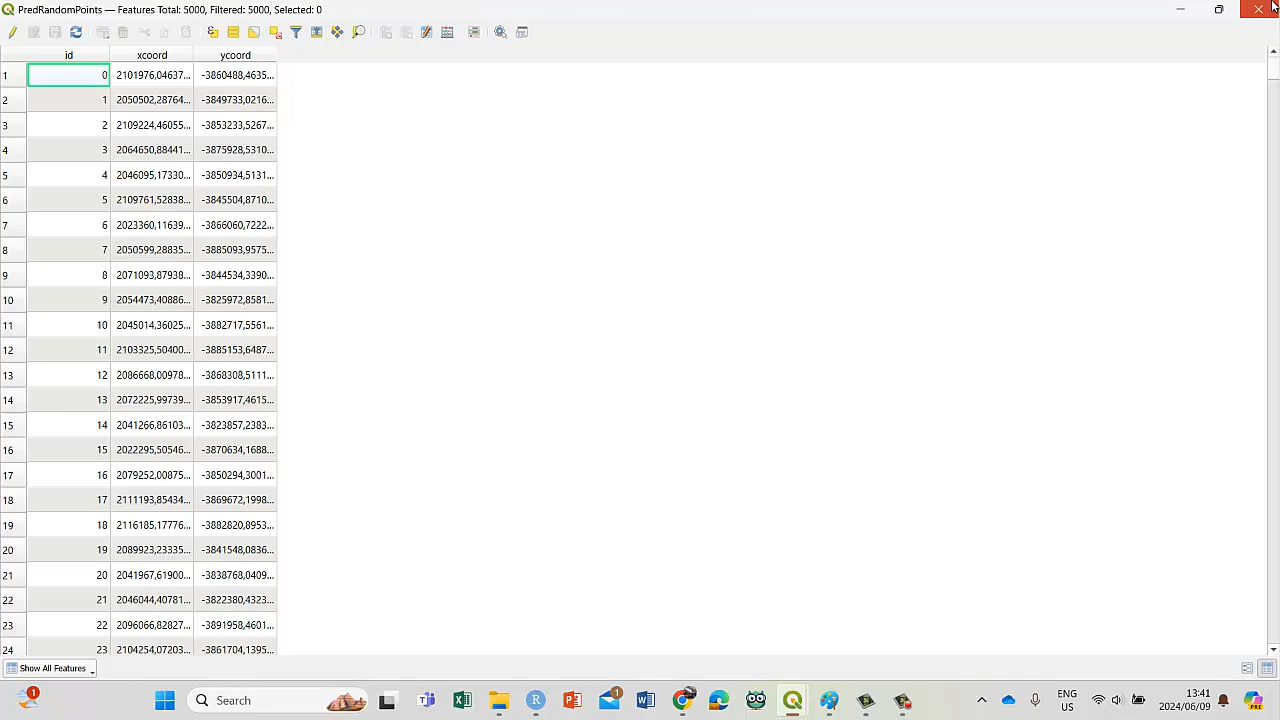 PredRandomPoints — Features Total: 5000, Filtered: 5000, Selected: 0
id xcoord ycoord
1 0 2101976,04637... -3860488,4635...
2 1 2050502,28764... -3849733,0216...
3 2 2109224,46055... -3853233,5267...
4 3 2064650,88441... -3875928,5310...
5 4 2046095,17330... -3850934,5131...
6 5 2109761,52838... -3845504,8710...
7 6 2023360,11639... -3866060,7222...
8 7 2050599,28835... -3885093,9575...
9 8 2071093,87938... -3844534,3390...
10 9 2054473,40886... -3825972,8581...
11 10 2045014,36025... -3882717,5561...
12 11 2103325,50400... -3885153,6487...
13 12 2086668,00978... -3868308,5111...
14 13 2072225,99739... -3853917,4615...
15 14 2041266,86103... -3823857,2383...
16 15 2022295,50546... -3870634,1688...
17 16 2079252,00875... -3850294,3001...
18 17 2111193,85434... -3869672,1998...
19 18 2116185,17776... -3882820,8953...
20 19 2089923,23335... -3841548,0836...
21 20 2041967,61900... -3838768,0409...
22 21 2046044,40781... -3822380,4323...
23 22 2096066,82827... -3891958,4601...
24 23 2104254,07203... -3861704,1395...
Show All Features
1 Search 1 ENG 13:41
US 2024/06/09
PRE